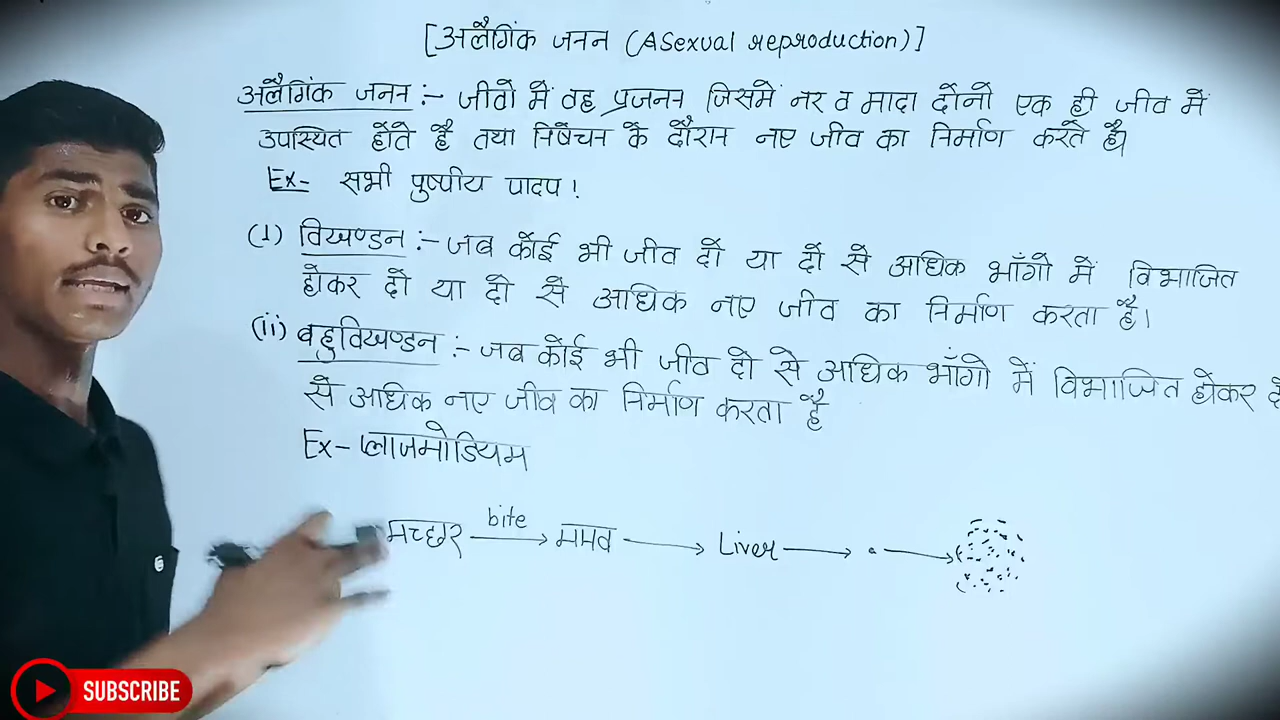 [अलैगिंक जनन (Asexual reproduction)]
अलैगिंक जनन :- जीवो में वह प्रजनन जिसमें नर व मादा दोनो एक ही जीव में
उपस्थित होते है तथा निषेचन के दौरान नए जीव का निर्माण करते है।
Ex- सभी पुष्पीय पादप!
(i) विखण्डन :- जब कोई भी जीव दो या दो से अधिक भाँगो में विभाजित
होकर दो या दो से अधिक नए जीव का निर्माण करता है।
(ii) बहुविखण्डन :- जब कोई भी जीव दो से अधिक भाँगो में विभाजित होकर दो
से अधिक नए जीव का निर्माण करता है
Ex- प्लाजमोडियम
मच्छर bite ममव Liver
SUBSCRIBE